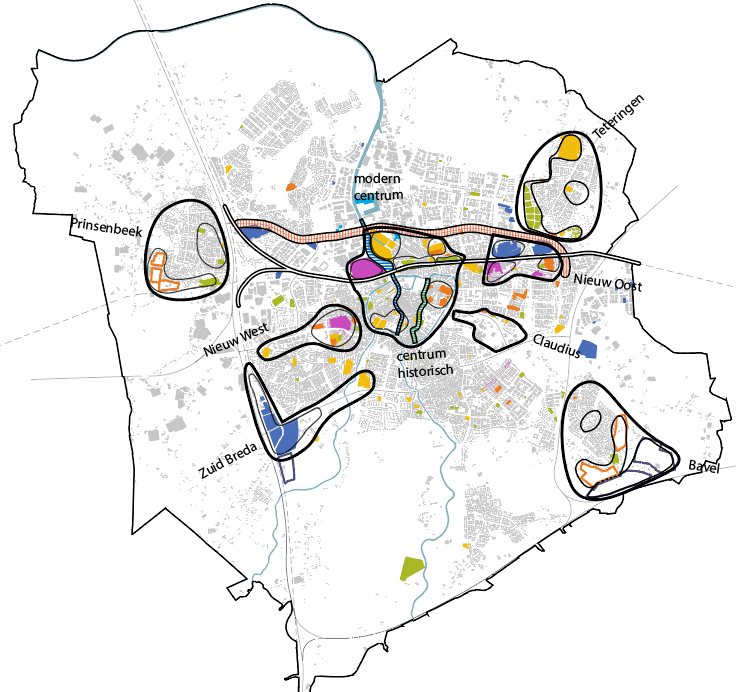 Teteringen
modern
centrum
Prinsenbeek
Nieuw Oost
Nieuw West
Claudius
centrum
historisch
Zuid Breda
Bavel